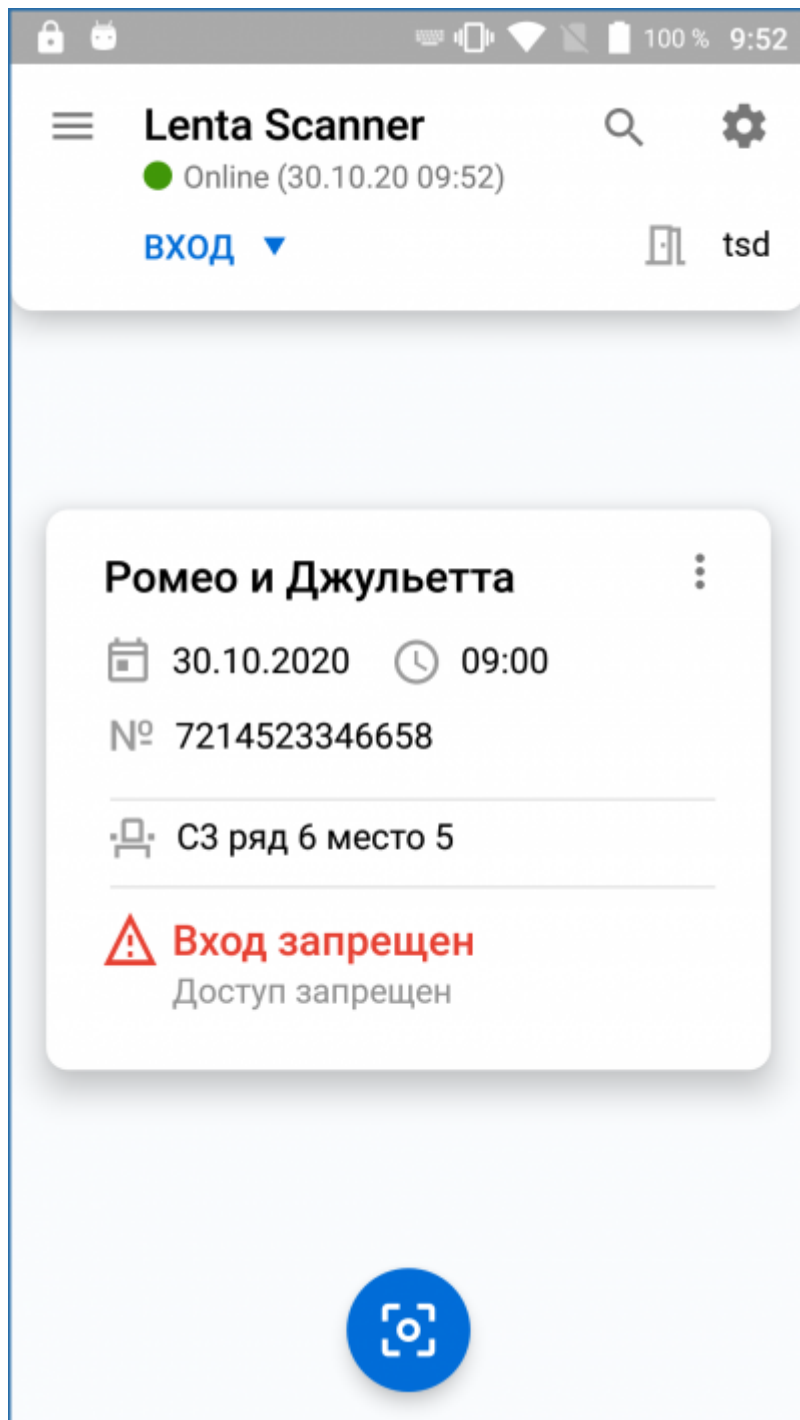 100 % 9:52
Lenta Scanner
Online (30.10.20 09:52)
ВХОД
tsd
Ромео и Джульетта
30.10.2020 09:00
Nº 7214523346658
С3 ряд 6 место 5
Вход запрещен
Доступ запрещен